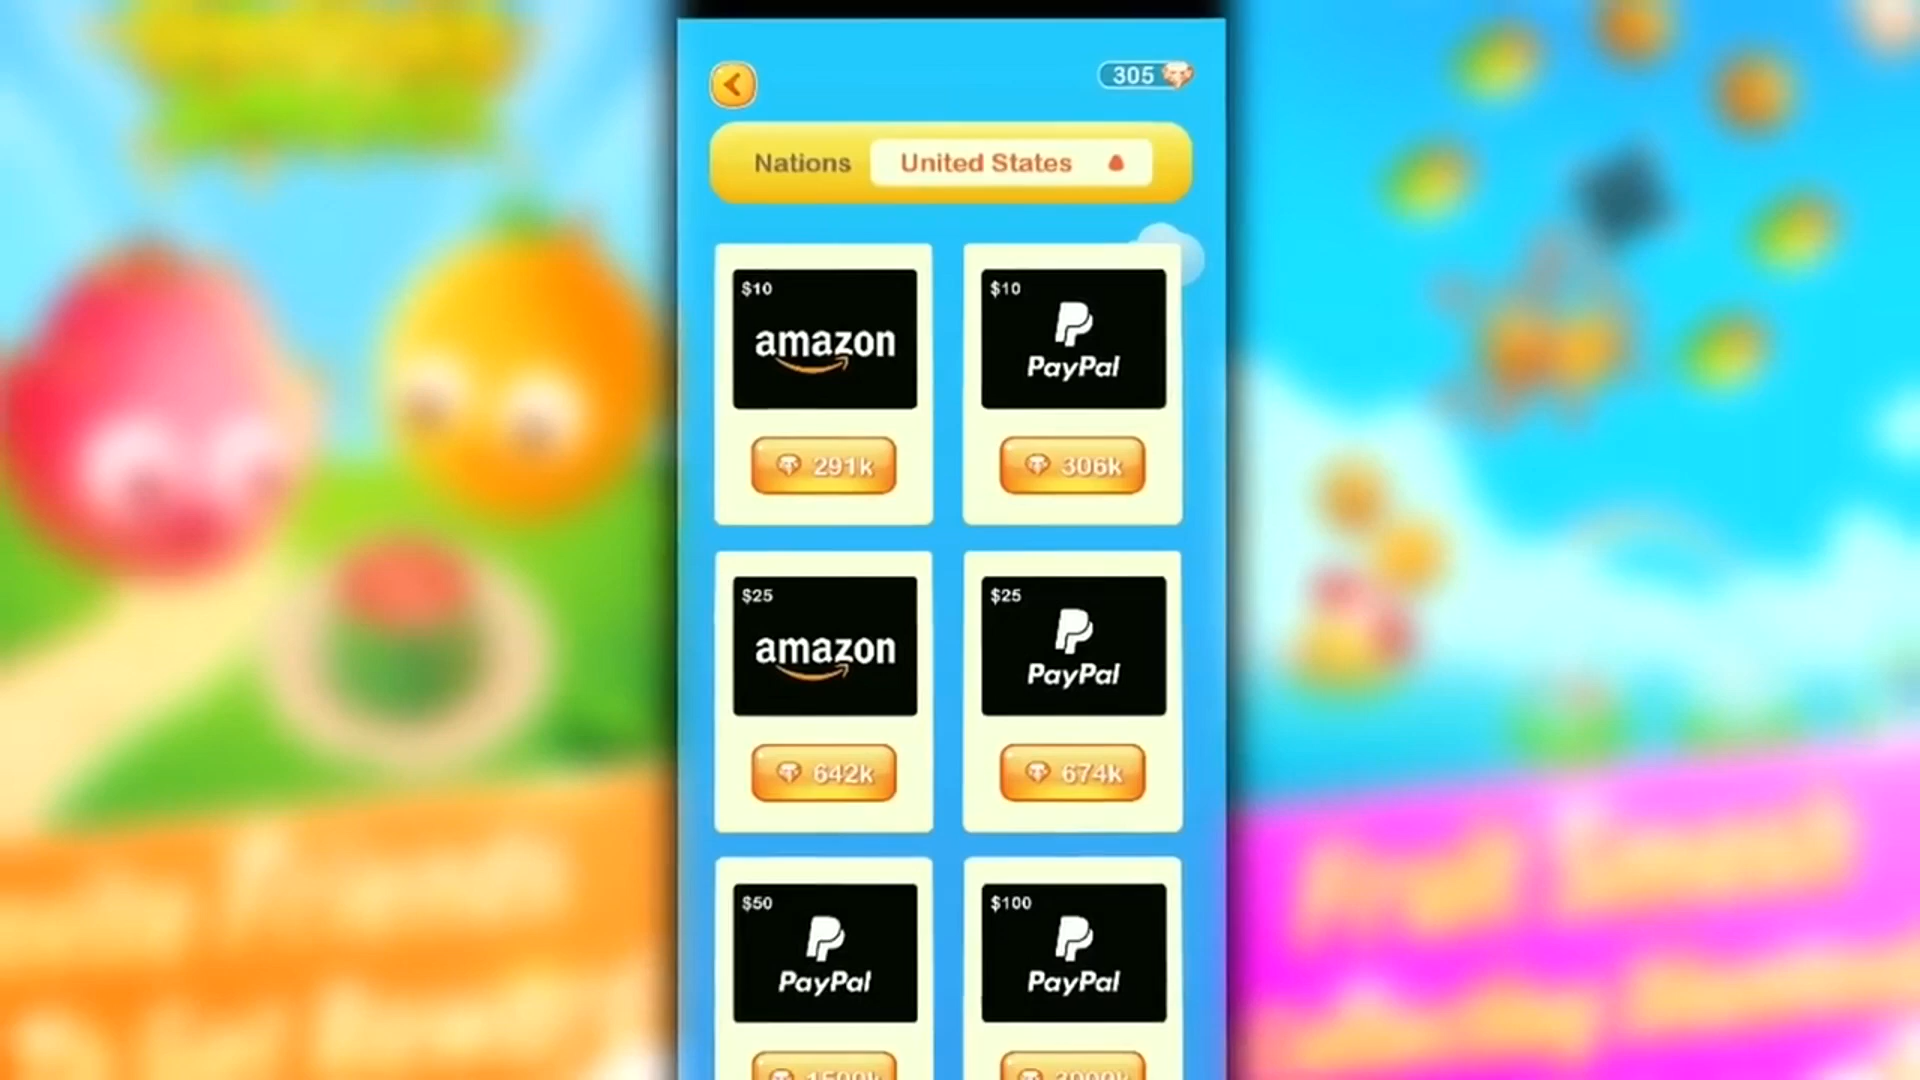 305
Nations United States
$10
amazon
291k
$10
PayPal
306k
$25
amazon
642k
$25
PayPal
674k
$50
PayPal
$100
PayPal